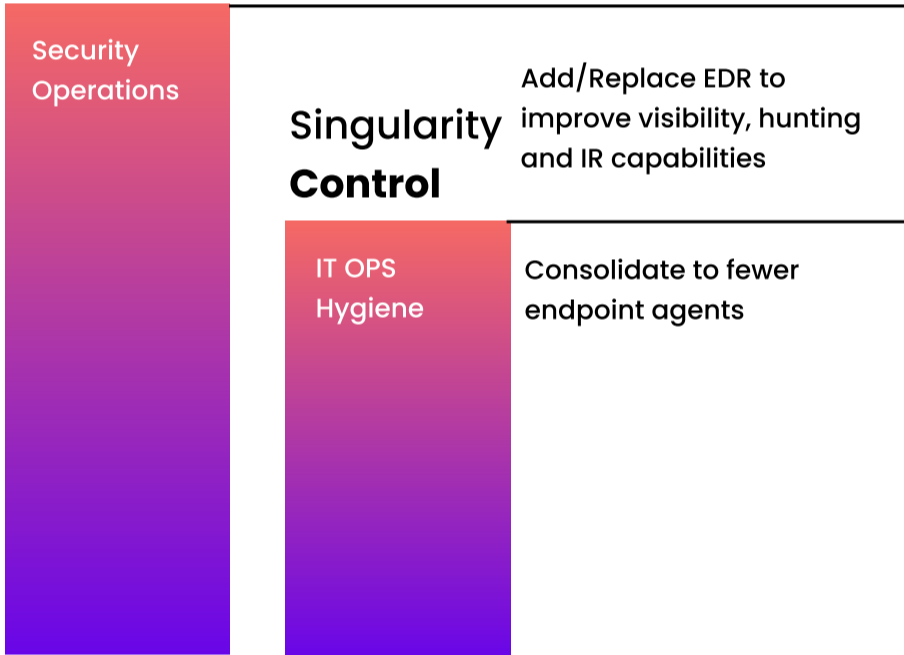 Security
Operations
Singularity
Control
Add/Replace EDR to
improve visibility, hunting
and IR capabilities
IT OPS
Hygiene
Consolidate to fewer
endpoint agents